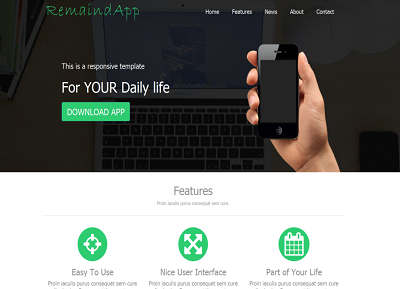 RemaindApp
Home Features News About Contact
This is a responsive template
For YOUR Daily life
DOWNLOAD APP
Features
Proin iaculis purus consequat sem cure.
Easy To Use
Proin iaculis purus consequat sem cure
Nice User Interface
Proin iaculis purus consequat sem cure
Part of Your Life
Proin iaculis purus consequat sem cure